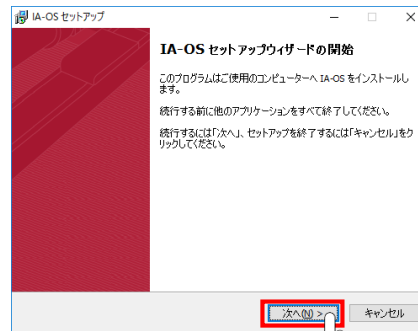 IA-OS セットアップ
IA-OS セットアップウィザードの開始
このプログラムはご使用のコンピューターへ IA-OS をインストールし
ます。
続行する前に他のアプリケーションをすべて終了してください。
続行するには「次へ」、セットアップを終了するには「キャンセル」をク
リックしてください。
次へ(N) >
キャンセル